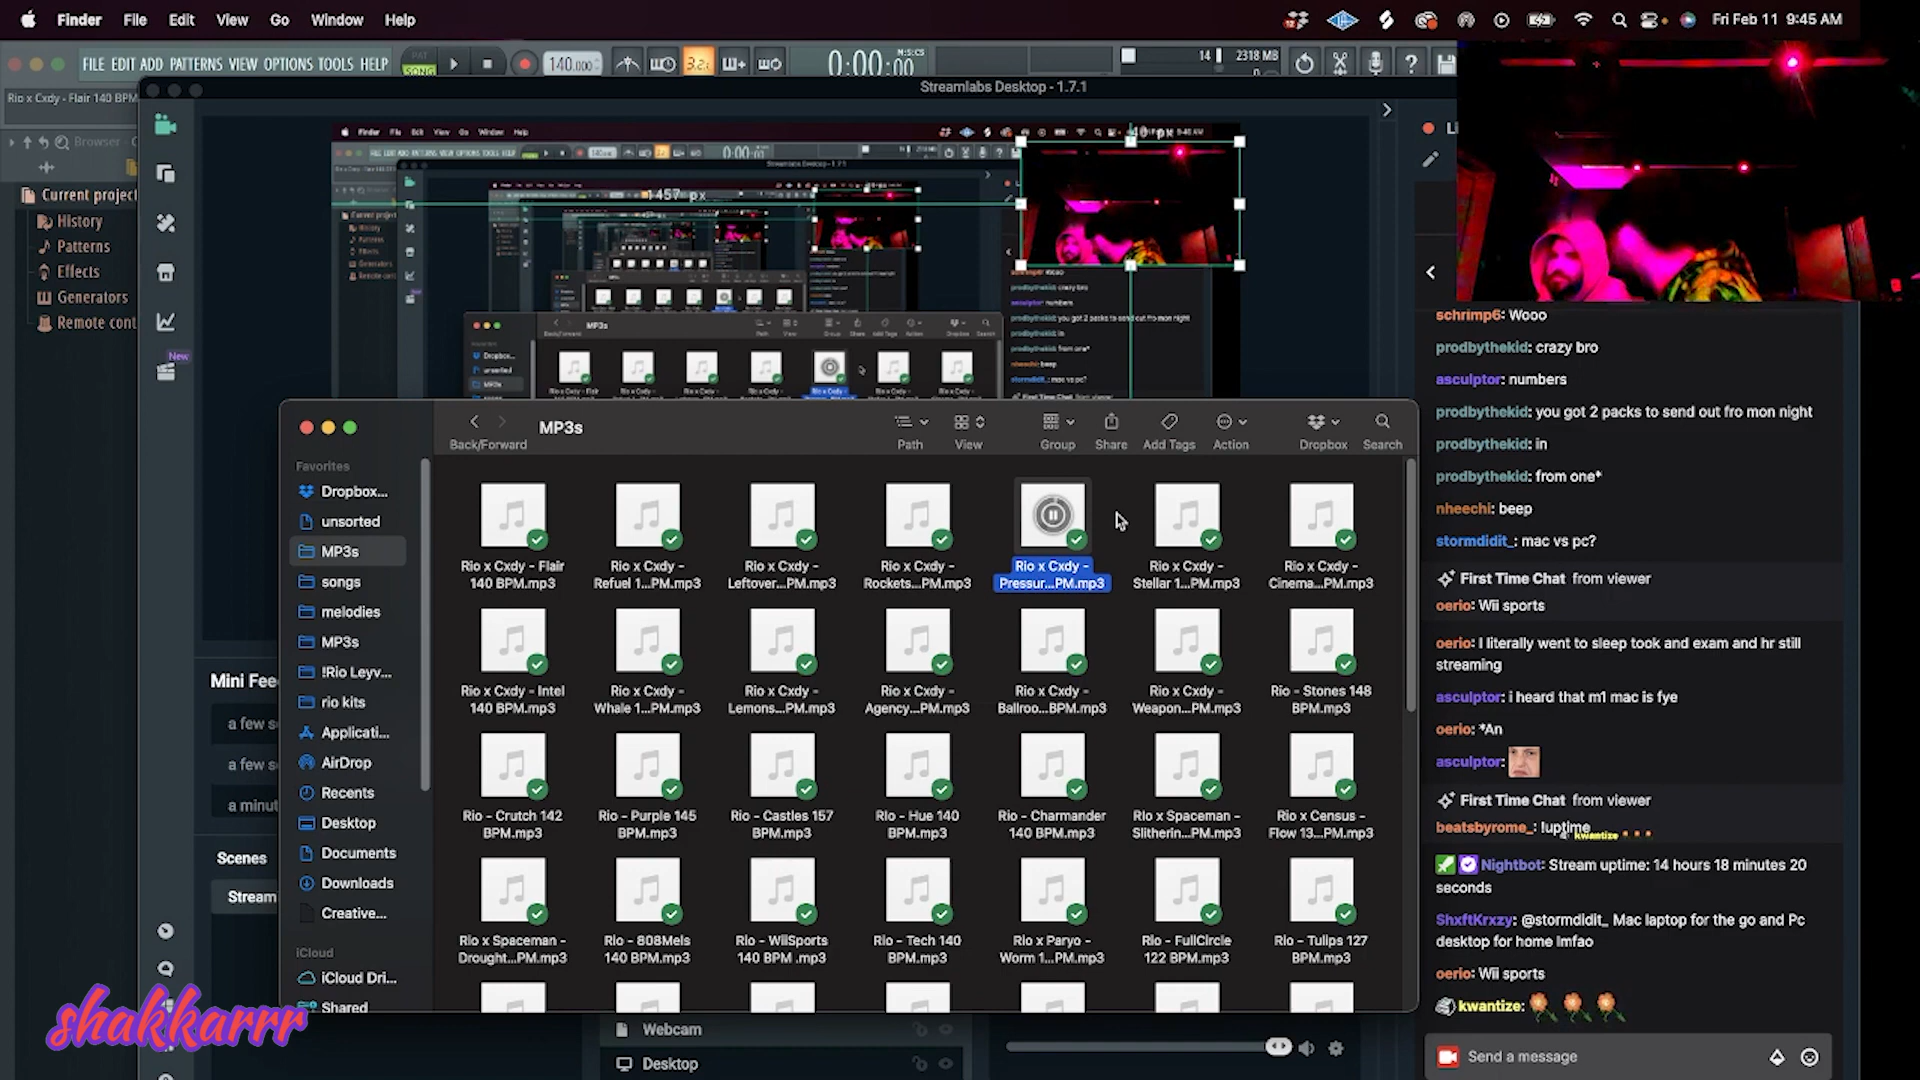 Finder File Edit View Go Window Help
Fri Feb 11 9:45 AM
FILE EDIT ADD PATTERNS VIEW OPTIONS TOOLS HELP
PAT
SONG
140.000
3.2
0:00:00
M:S:CS
14
2318 MB
0
Rio x Cxdy - Flair 140 BPM
Streamlabs Desktop - 1.7.1
Browser
Current project
History
Patterns
Effects
Generators
Remote cont
New
1457 px
schrimp6: Wooo
prodbythekid: crazy bro
asculptor: numbers
prodbythekid: you got 2 packs to send out fro mon night
prodbythekid: in
prodbythekid: from one*
nheechi: beep
stormdidit_: mac vs pc?
First Time Chat from viewer
oerio: Wii sports
oerio: I literally went to sleep took and exam and hr still
streaming
asculptor: i heard that m1 mac is fye
oerio: *An
asculptor:
First Time Chat from viewer
beatsbyrome_: !uptime
kwantize
Nightbot: Stream uptime: 14 hours 18 minutes 20
seconds
ShxftKrxzy: @stormdidit_ Mac laptop for the go and Pc
desktop for home lmfao
oerio: Wii sports
kwantize:
Send a message
MP3s
Back/Forward
Path
View
Group
Share
Add Tags
Action
Dropbox
Search
Favorites
Dropbox...
unsorted
MP3s
songs
melodies
MP3s
!Rio Leyv...
rio kits
Applicati...
AirDrop
Recents
Desktop
Documents
Downloads
Creative...
iCloud
iCloud Dri...
Shared
Rio x Cxdy - Flair
140 BPM.mp3
Rio x Cxdy -
Refuel 1...PM.mp3
Rio x Cxdy -
Leftover...PM.mp3
Rio x Cxdy -
Rockets...PM.mp3
Rio x Cxdy -
Pressur...PM.mp3
Rio x Cxdy -
Stellar 1...PM.mp3
Rio x Cxdy -
Cinema...PM.mp3
Rio x Cxdy - Intel
140 BPM.mp3
Rio x Cxdy -
Whale 1...PM.mp3
Rio x Cxdy -
Lemons...PM.mp3
Rio x Cxdy -
Agency...PM.mp3
Rio x Cxdy -
Ballroo...BPM.mp3
Rio x Cxdy -
Weapon...PM.mp3
Rio - Stones 148
BPM.mp3
Rio - Crutch 142
BPM.mp3
Rio - Purple 145
BPM.mp3
Rio - Castles 157
BPM.mp3
Rio - Hue 140
BPM.mp3
Rio - Charmander
140 BPM.mp3
Rio x Spaceman -
Slitherin...PM.mp3
Rio x Census -
Flow 13...PM.mp3
Rio x Spaceman -
Drought...PM.mp3
Rio - 808Mels
140 BPM.mp3
Rio - WiiSports
140 BPM .mp3
Rio - Tech 140
BPM.mp3
Rio x Paryo -
Worm 1...PM.mp3
Rio - FullCircle
122 BPM.mp3
Rio - Tulips 127
BPM.mp3
Mini Fee
a few s
a few s
a minut
Scenes
Stream
Webcam
Desktop
shakkarrr